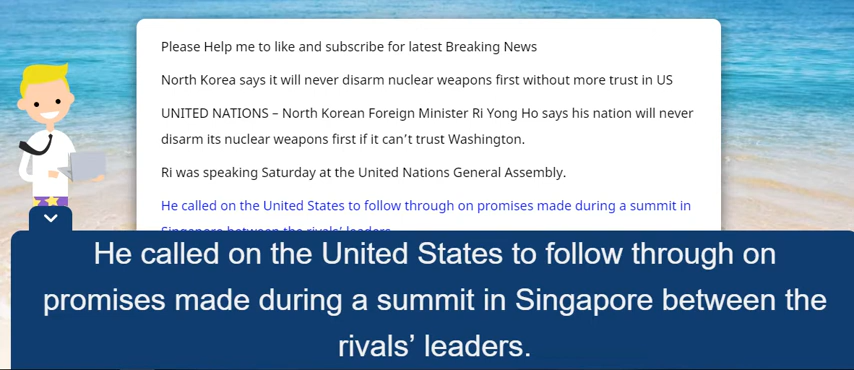 Please Help me to like and subscribe for latest Breaking News
North Korea says it will never disarm nuclear weapons first without more trust in US
UNITED NATIONS – North Korean Foreign Minister Ri Yong Ho says his nation will never
disarm its nuclear weapons first if it can’t trust Washington.
Ri was speaking Saturday at the United Nations General Assembly.
He called on the United States to follow through on promises made during a summit in
Singapore between the rivals’ leaders.
He called on the United States to follow through on
promises made during a summit in Singapore between the
rivals’ leaders.